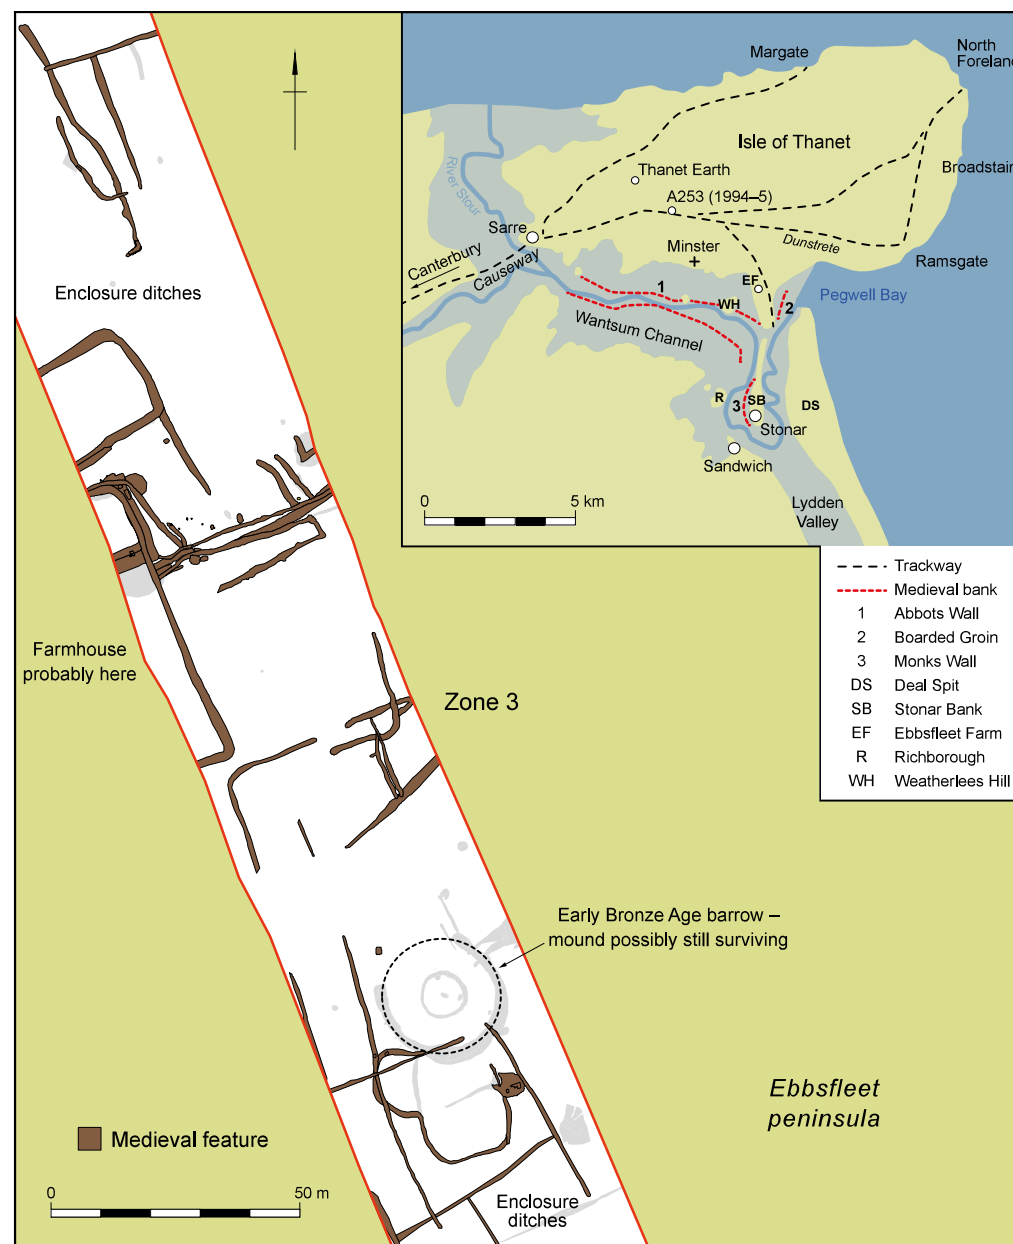 Enclosure ditches
Farmhouse
probably here
Zone 3
Early Bronze Age barrow –
mound possibly still surviving
Ebbsfleet
peninsula
Medieval feature
0 50 m
Enclosure
ditches
Margate
North
Foreland
Isle of Thanet
River Stour
Thanet Earth
Broadstair
A253 (1994–5)
Sarre
Dunstrete
Canterbury
Causeway
Minster
Ramsgate
EF
Pegwell Bay
1
WH
2
Wantsum Channel
R
3
SB
DS
Stonar
Sandwich
0 5 km
Lydden
Valley
Trackway
Medieval bank
1 Abbots Wall
2 Boarded Groin
3 Monks Wall
DS Deal Spit
SB Stonar Bank
EF Ebbsfleet Farm
R Richborough
WH Weatherlees Hill